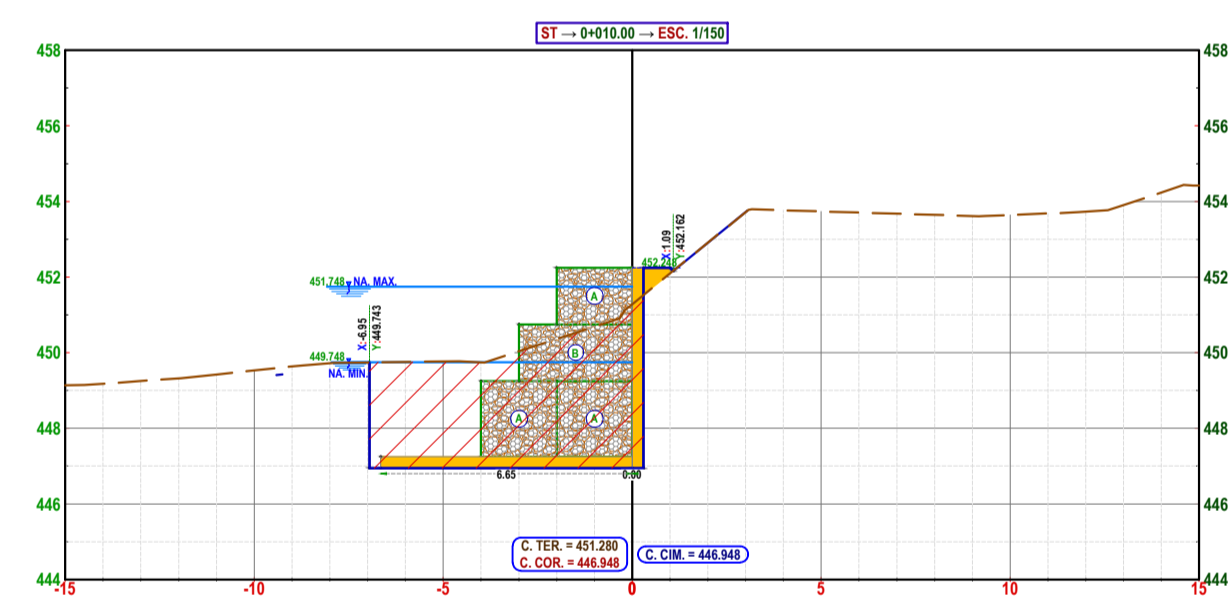 ST → 0+010.00 → ESC. 1/150
458 458
456 456
454 454
452 452
450 450
448 448
446 446
444 444
X:1.09
Y:452.162
452.248
451.748 NA. MAX.
A
X:-6.95
Y:449.743
449.748
NA. MIN.
B
A A
6.65 0.00
C. TER. = 451.280
C. COR. = 446.948
C. CIM. = 446.948
-15 -10 -5 0 5 10 15